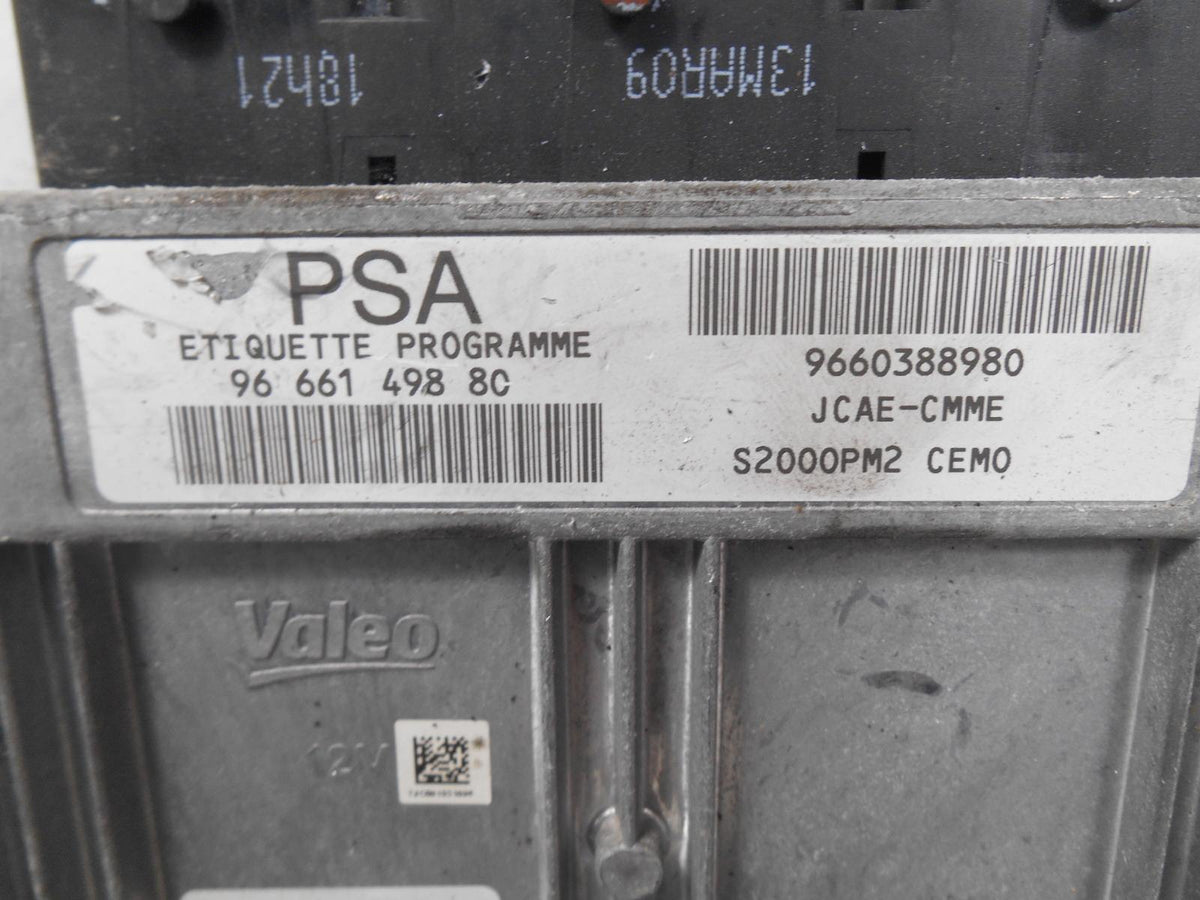 18h21
13MAR09
PSA
ETIQUETTE PROGRAMME
96 661 498 80
9660388980
JCAE-CMME
S2000PM2 CEMO
Valeo
12V